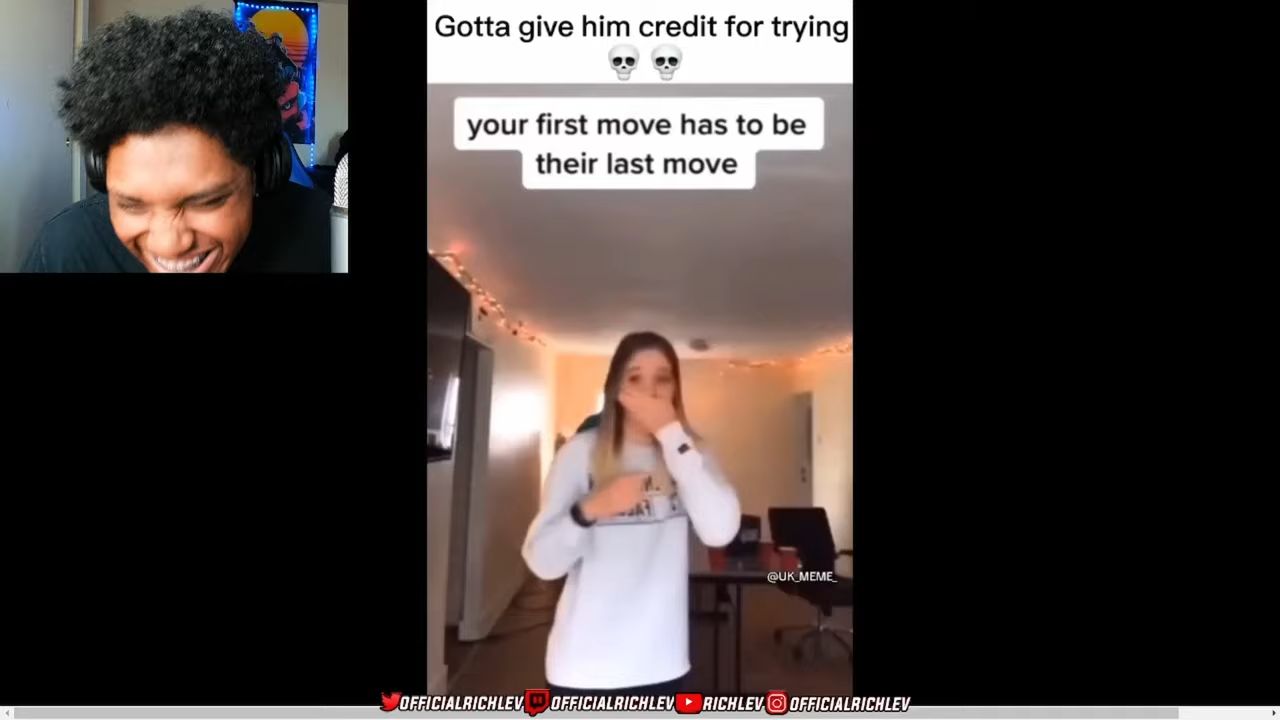 Gotta give him credit for trying
💀 💀
your first move has to be
their last move
@UK_MEME_
OFFICIALRICHLEV OFFICIALRICHLEV RICHLEV OFFICIALRICHLEV